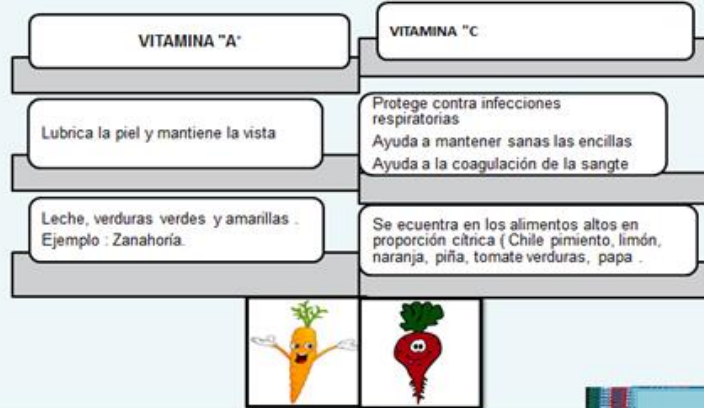 VITAMINA "A"
VITAMINA "C
Lubrica la piel y mantiene la vista
Protege contra infecciones
respiratorias
Ayuda a mantener sanas las encillas
Ayuda a la coagulación de la sangte
Leche, verduras verdes y amarillas .
Ejemplo : Zanahoría.
Se ecuentra en los alimentos altos en
proporción cítrica ( Chile pimiento, limón,
naranja, piña, tomate verduras, papa .